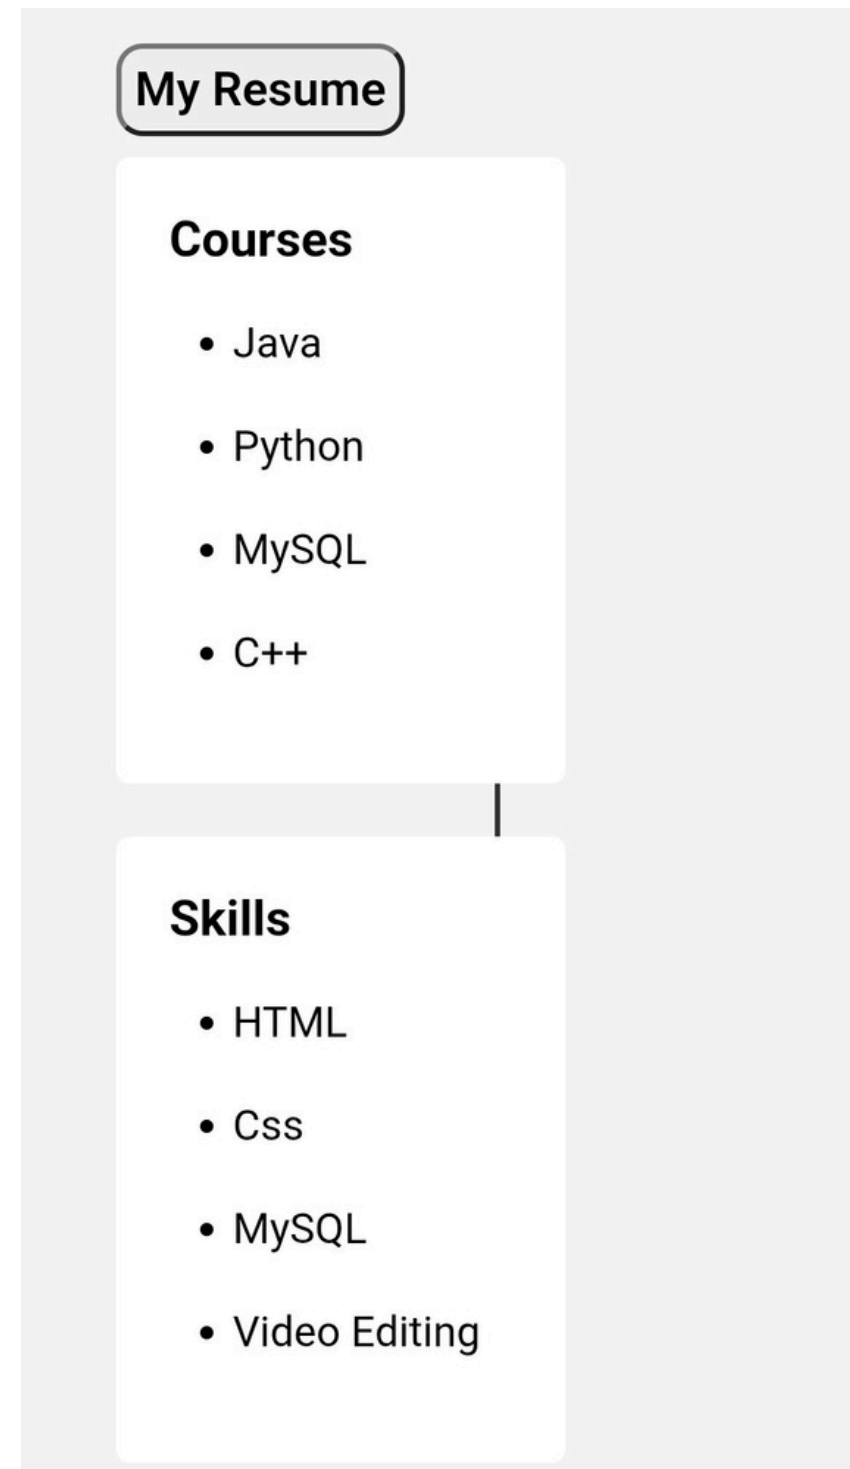 My Resume
Courses
Java
Python
MySQL
C++
Skills
HTML
Css
MySQL
Video Editing